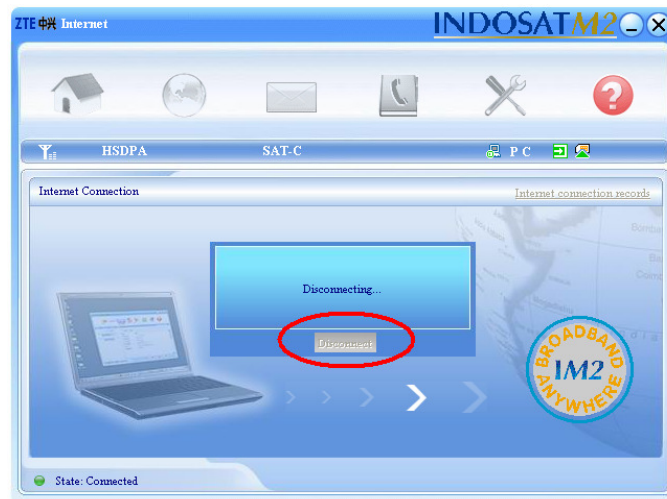 ZTE中兴 Internet
INDOSATM2
HSDPA SAT-C PC
Internet Connection
Internet connection records
Disconnecting...
Disconnect
BROADBAND
IM2
ANYWHERE
State: Connected